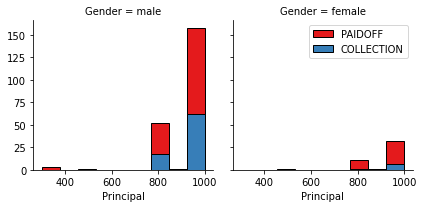 Gender = male
Gender = female
PAIDOFF
COLLECTION
150
125
100
75
50
25
0
400 600 800 1000
400 600 800 1000
Principal
Principal